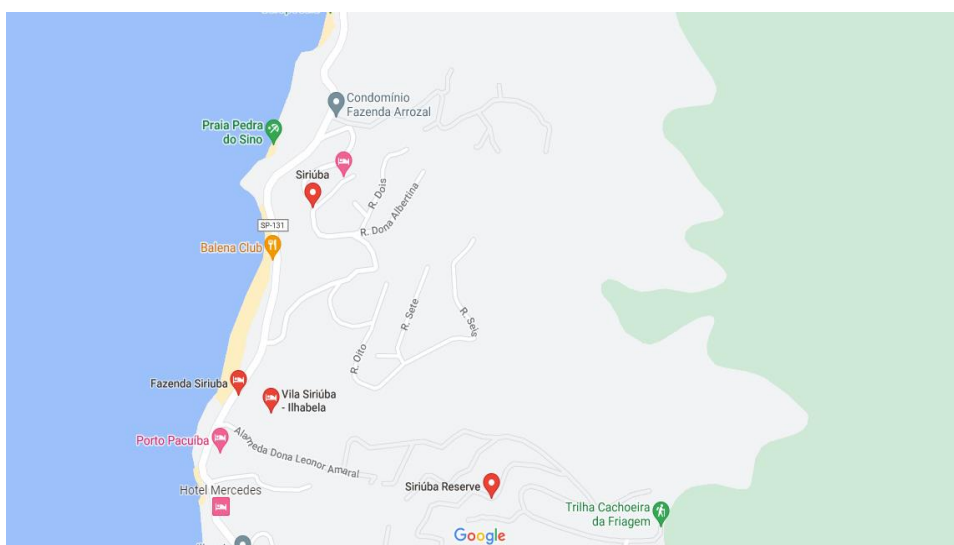 Condomínio
Fazenda Arrozal
Praia Pedra
do Sino
Siriúba
R. Dois
R. Dona Albertina
SP-131
Balena Club
R. Sete
R. Seis
R. Oito
Fazenda Siriuba
Vila Siriúba
- Ilhabela
Alameda Dona Leonor Amaral
Porto Pacuíba
Hotel Mercedes
Siriúba Reserve
Trilha Cachoeira
da Friagem
Google